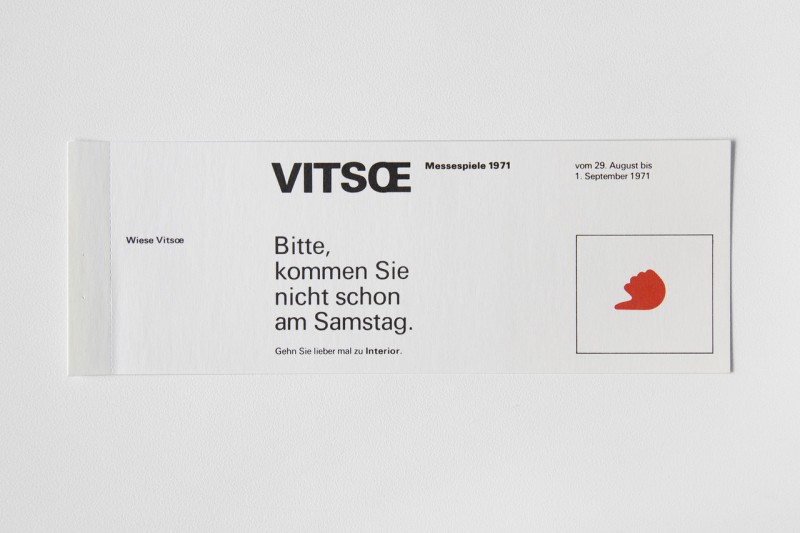 VITSŒ
Messespiele 1971
vom 29. August bis
1. September 1971
Wiese Vitsœ
Bitte,
kommen Sie
nicht schon
am Samstag.
Gehn Sie lieber mal zu Interior.